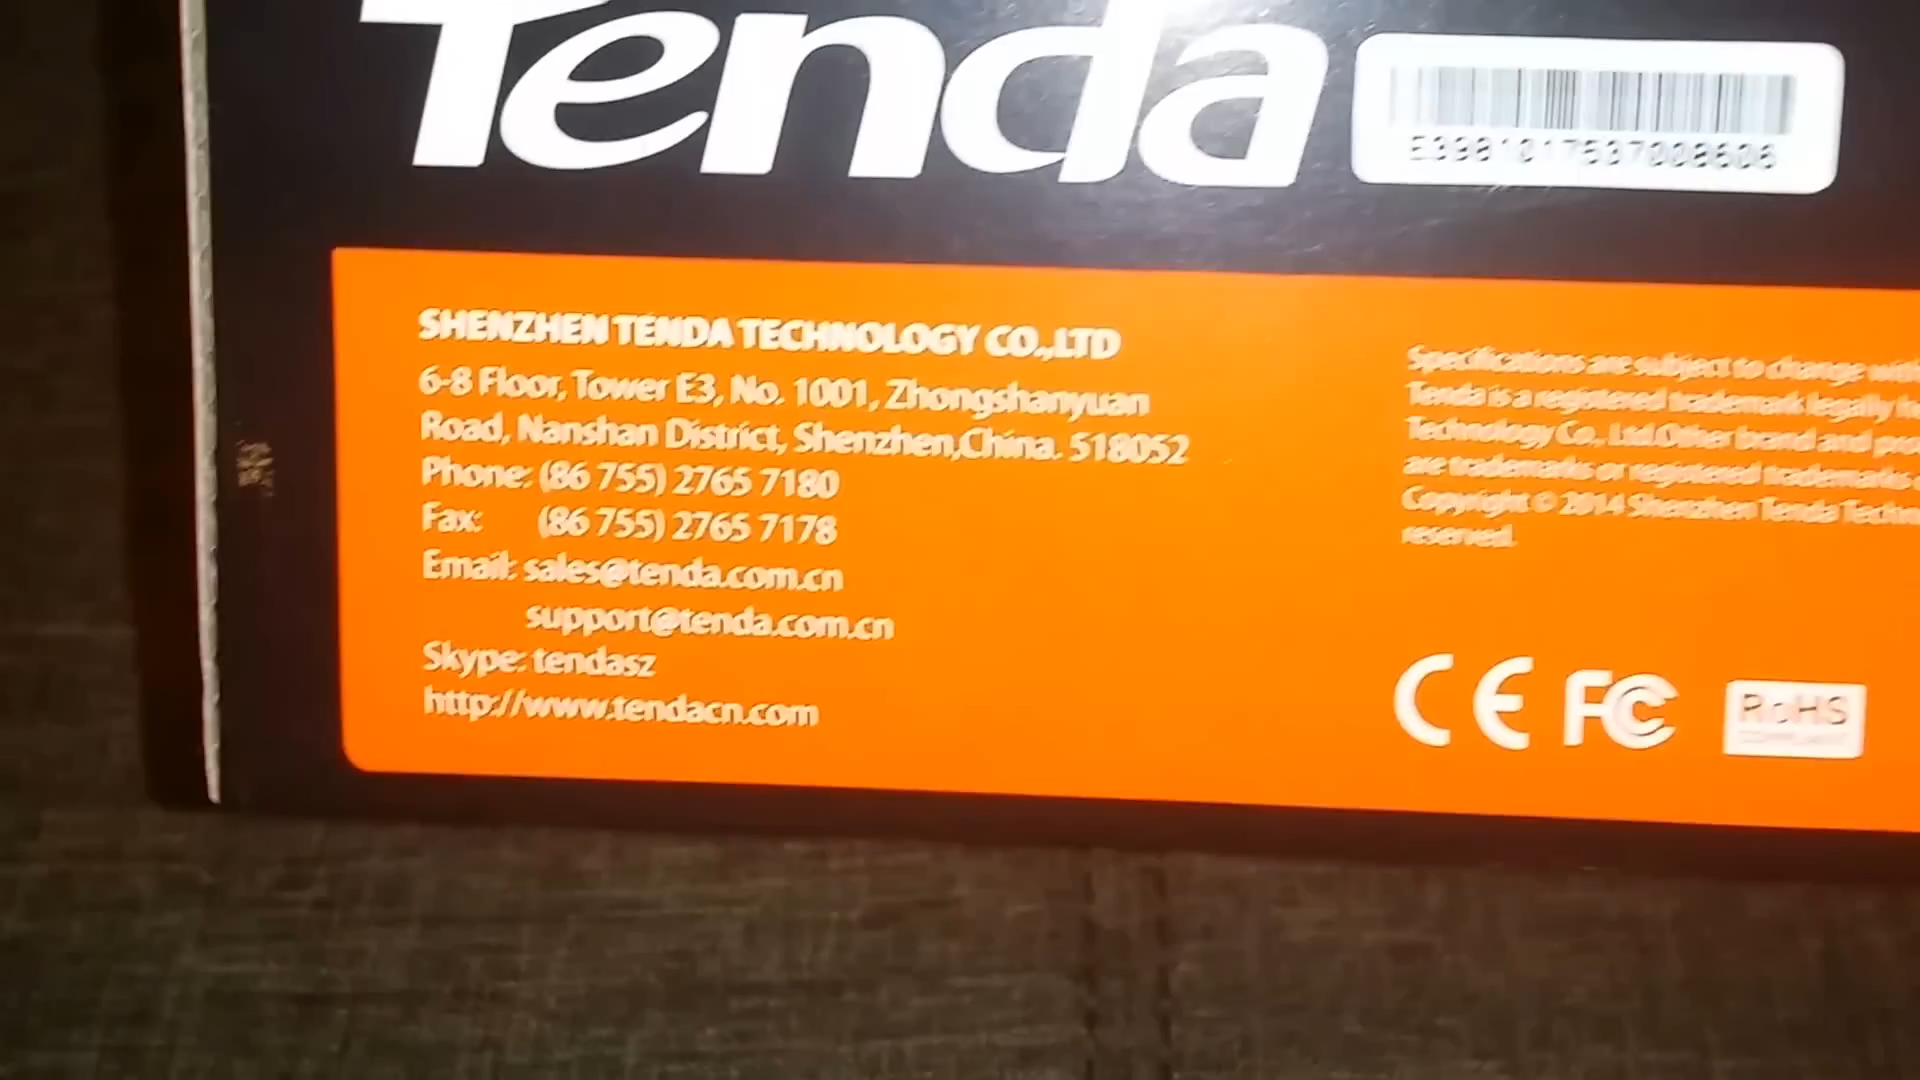 Tenda
E3981017537008606
SHENZHEN TENDA TECHNOLOGY CO.,LTD
6-8 Floor, Tower E3, No. 1001, Zhongshanyuan
Road, Nanshan District, Shenzhen,China. 518052
Phone: (86 755) 2765 7180
Fax: (86 755) 2765 7178
Email: sales@tenda.com.cn
support@tenda.com.cn
Skype: tendasz
http://www.tendacn.com
Specifications are subject to change
Tenda is a registered trademark legally
Technology Co., Ltd.Other brand and
are trademarks or registered trademarks
Copyright © 2014 Shenzhen Tenda
reserved.
CE FC RoHS